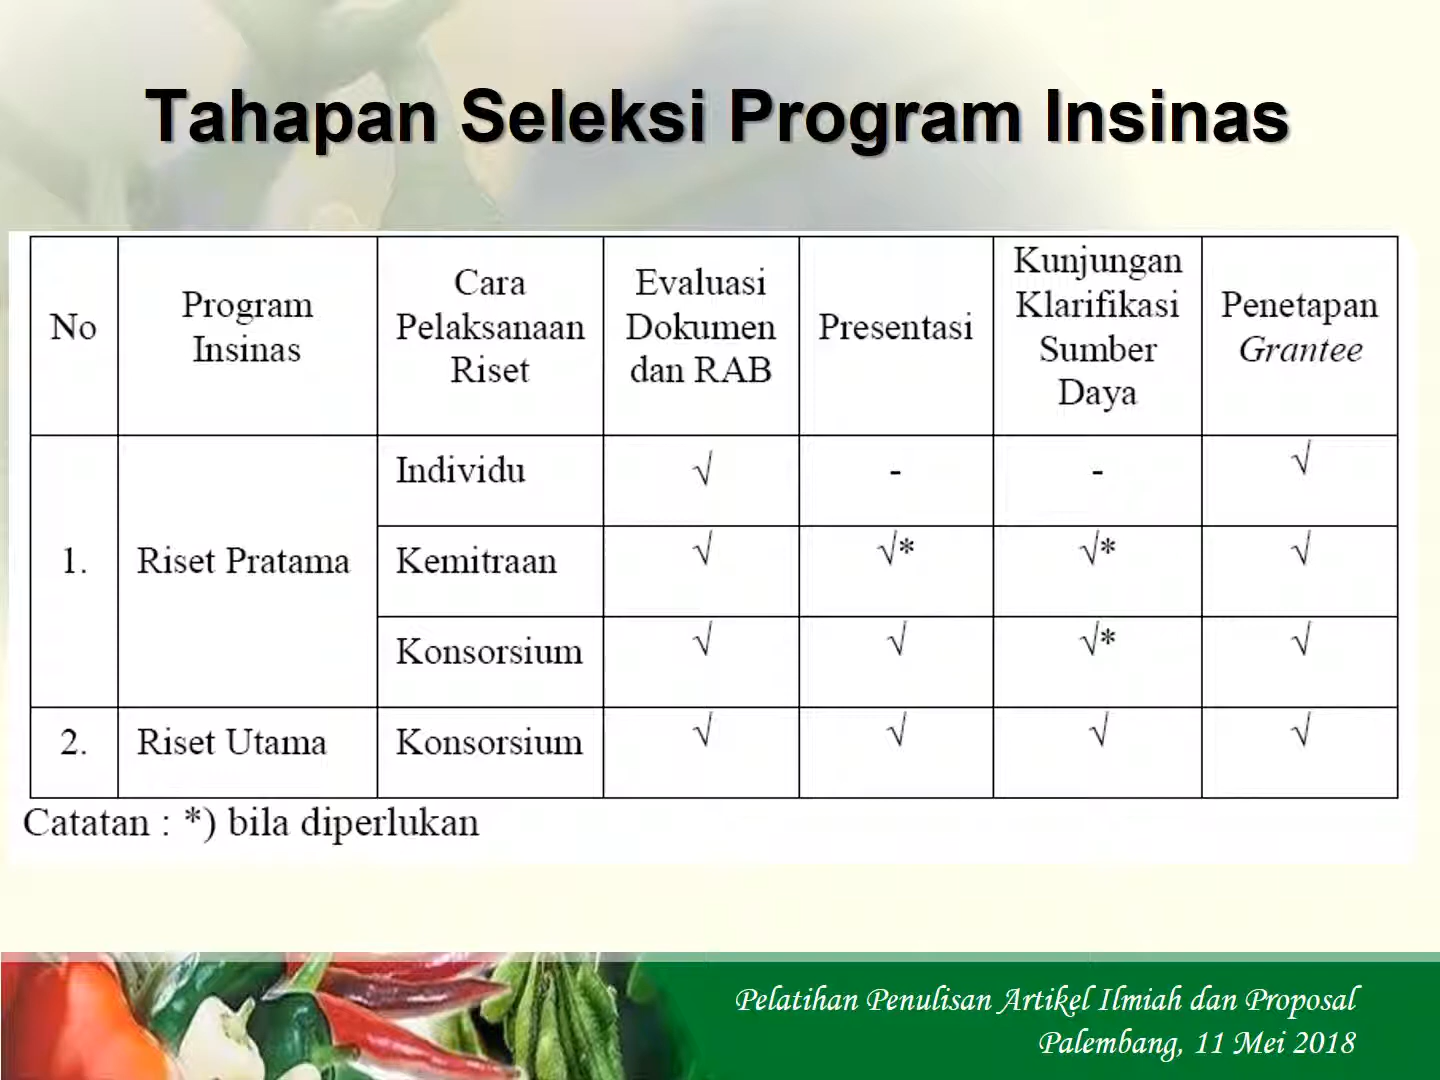 Tahapan Seleksi Program Insinas
No
Program
Insinas
Cara
Pelaksanaan
Riset
Evaluasi
Dokumen
dan RAB
Presentasi
Kunjungan
Klarifikasi
Sumber
Daya
Penetapan
Grantee
1.
Riset Pratama
Individu √ - - √
Kemitraan √ √* √* √
Konsorsium √ √ √* √
2. Riset Utama Konsorsium √ √ √ √
Catatan : *) bila diperlukan
Pelatihan Penulisan Artikel Ilmiah dan Proposal
Palembang, 11 Mei 2018